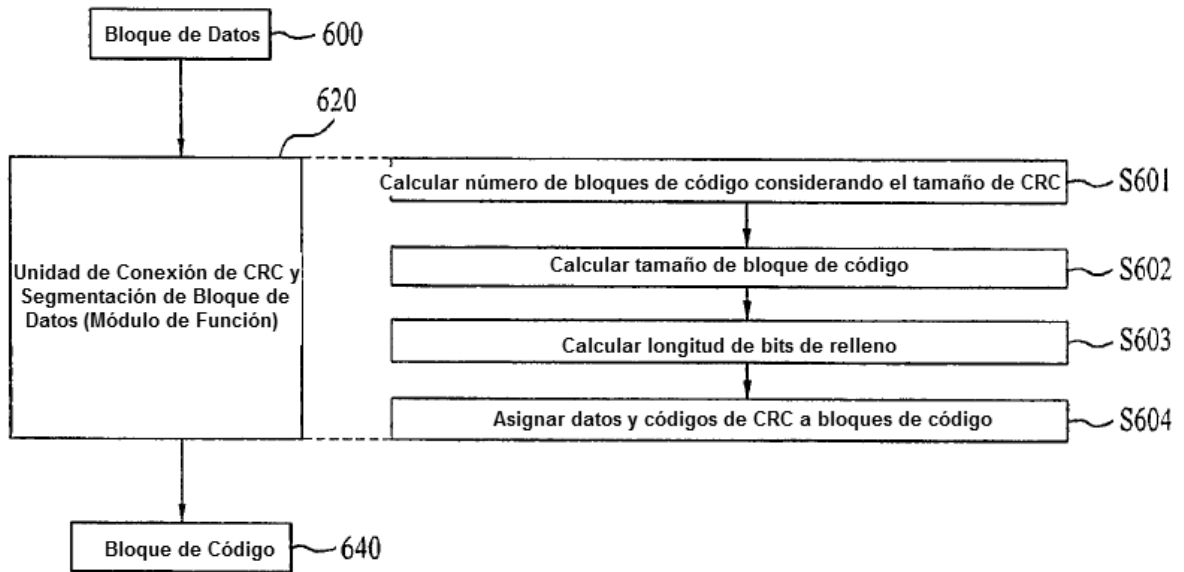 Bloque de Datos
600
620
Unidad de Conexión de CRC y
Segmentación de Bloque de
Datos (Módulo de Función)
Calcular número de bloques de código considerando el tamaño de CRC
S601
Calcular tamaño de bloque de código
S602
Calcular longitud de bits de relleno
S603
Asignar datos y códigos de CRC a bloques de código
S604
Bloque de Código
640